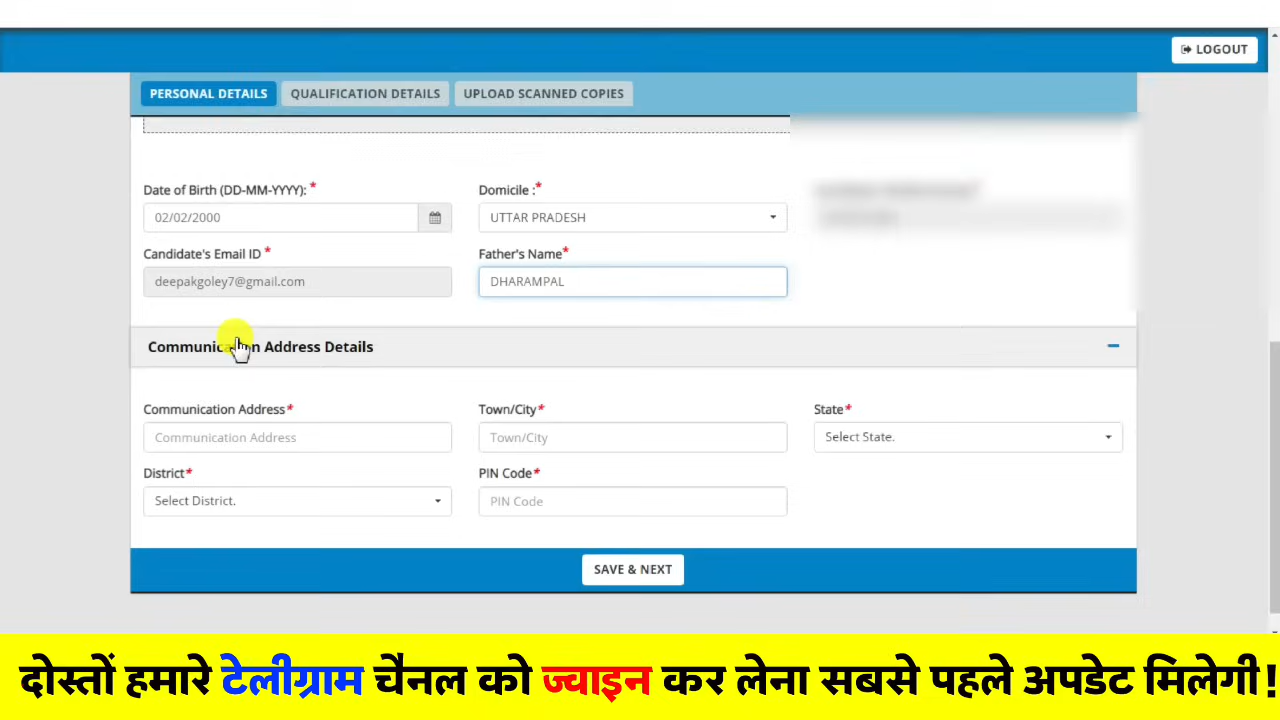 LOGOUT
PERSONAL DETAILS QUALIFICATION DETAILS UPLOAD SCANNED COPIES
Date of Birth (DD-MM-YYYY): * Domicile :*
02/02/2000 UTTAR PRADESH
Candidate's Email ID * Father's Name*
deepakgoley7@gmail.com DHARAMPAL
Communication Address Details
Communication Address* Town/City* State*
Communication Address Town/City Select State.
District* PIN Code*
Select District. PIN Code
SAVE & NEXT
दोस्तों हमारे टेलीग्राम चैनल को ज्वाइन कर लेना सबसे पहले अपडेट मिलेगी!